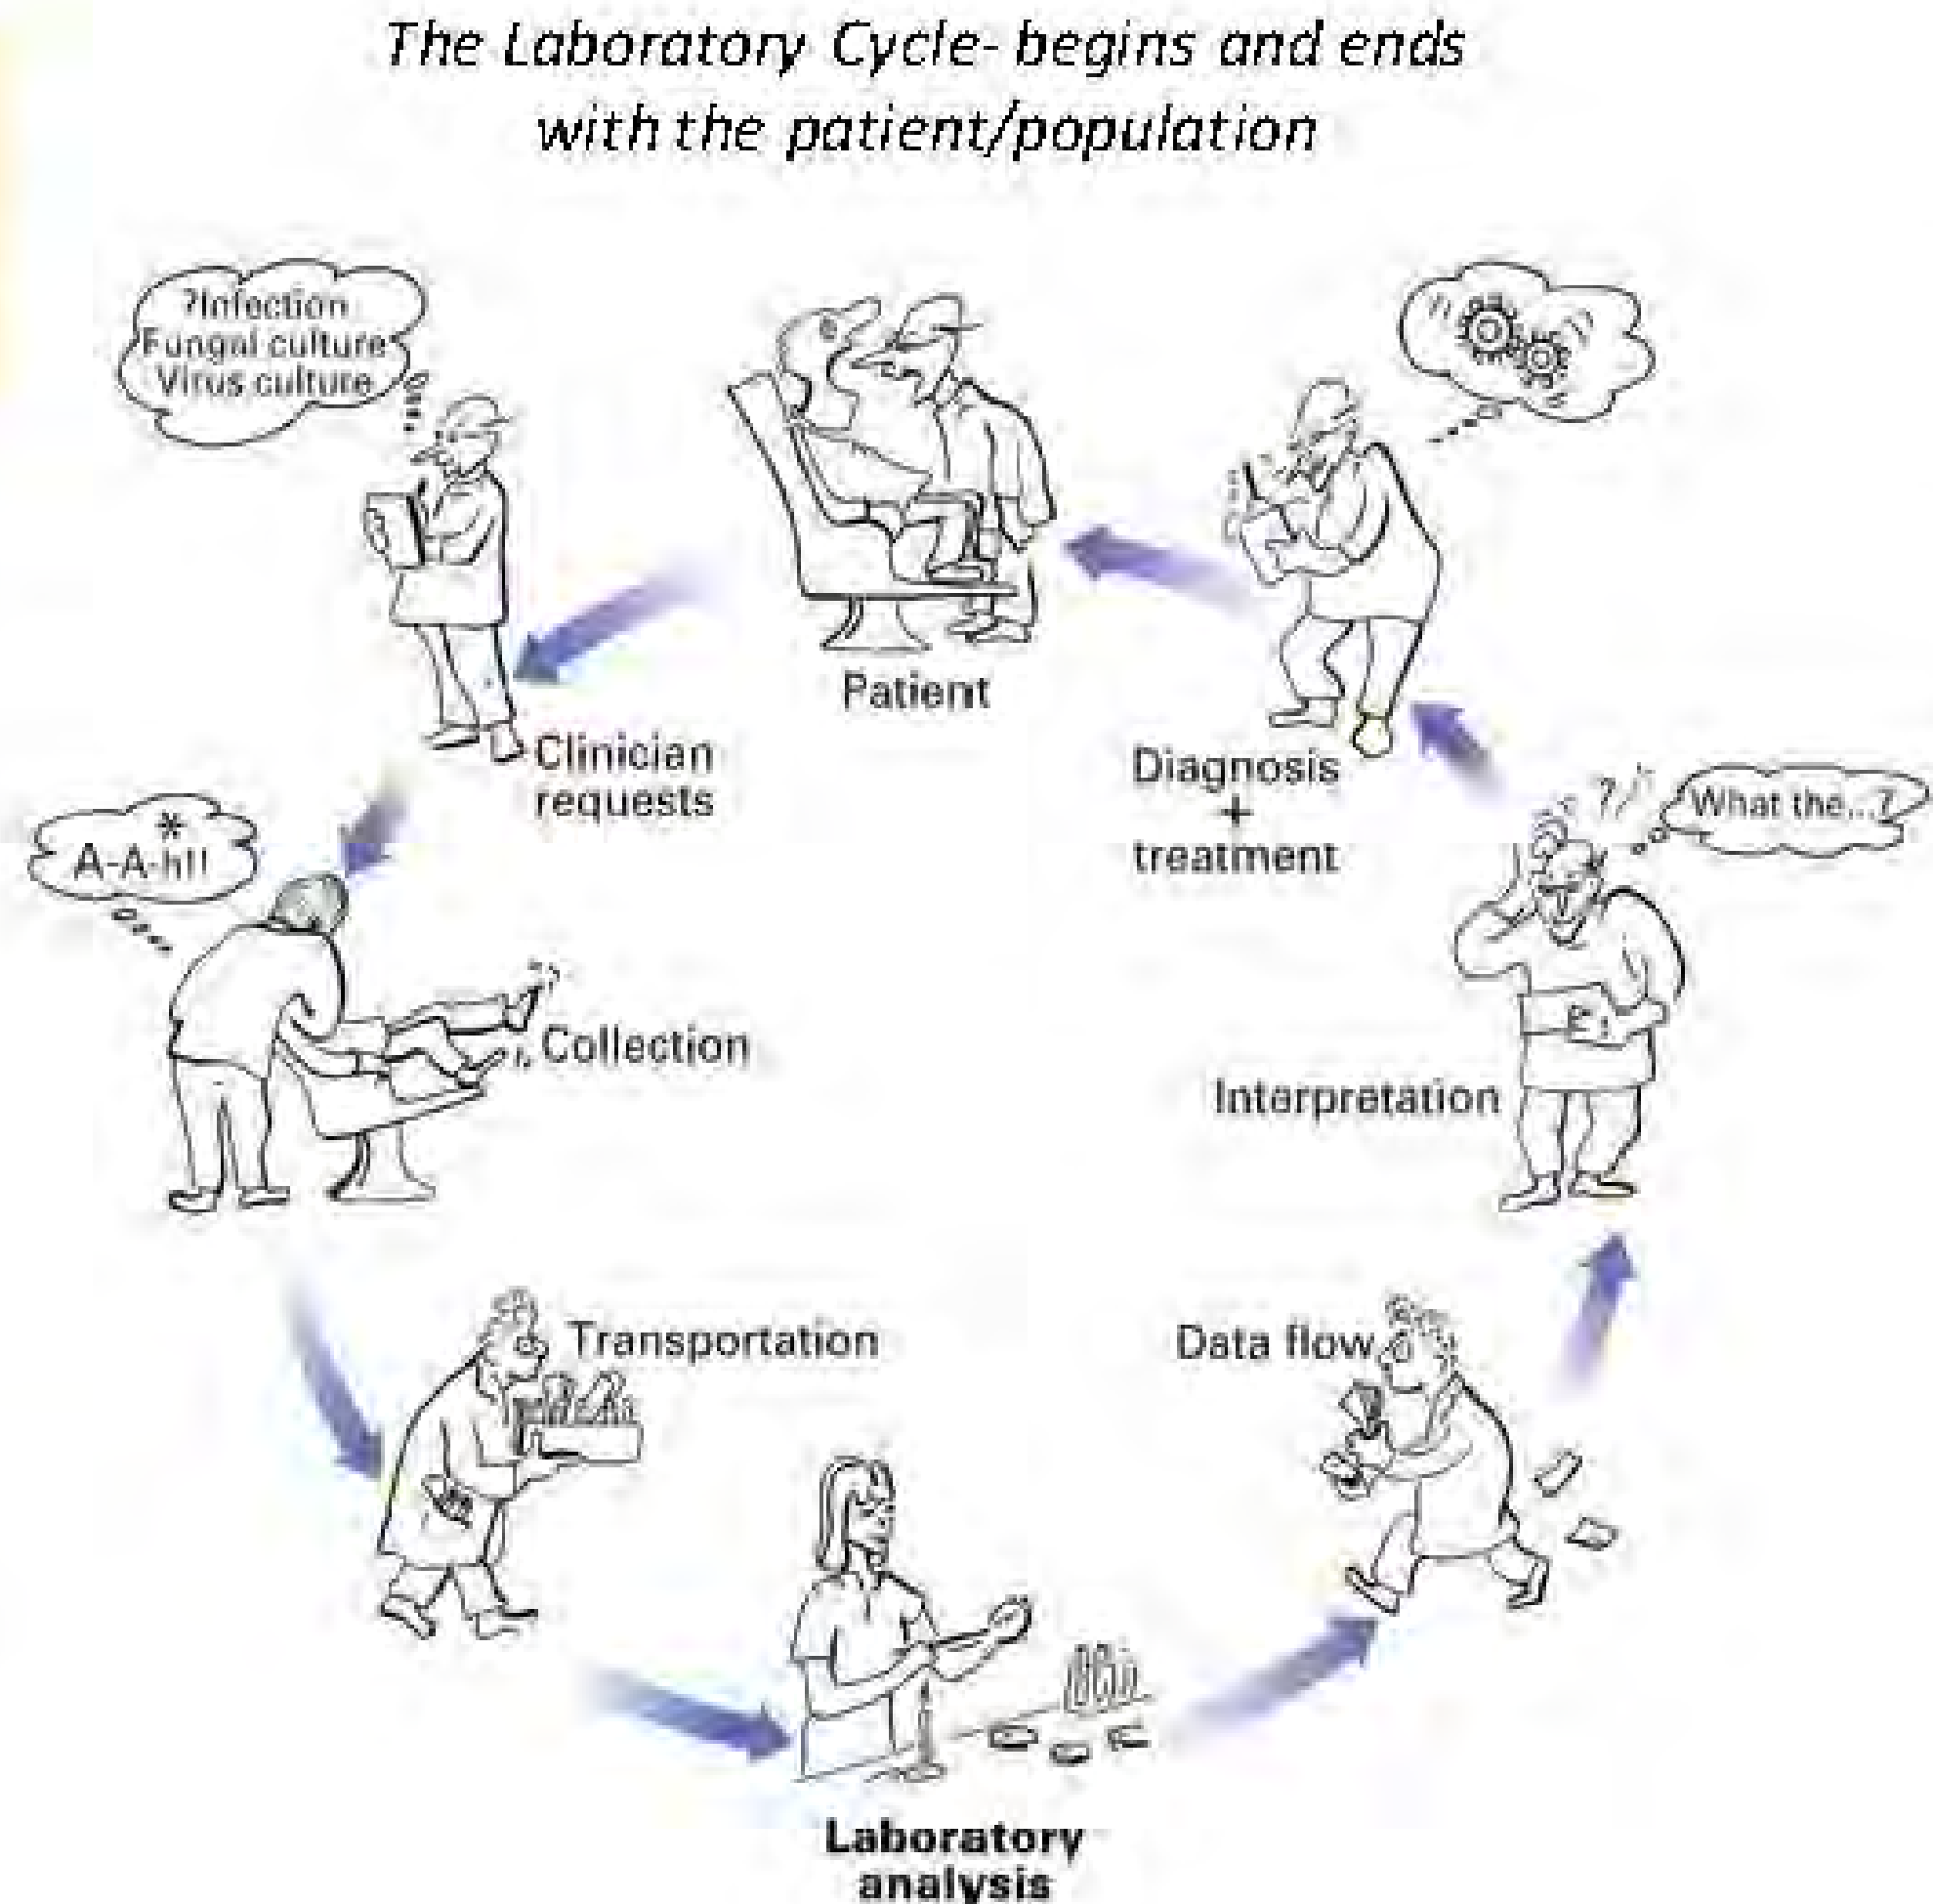 The Laboratory Cycle- begins and ends
with the patient/population
?Infection
Fungal culture
Virus culture
Patient
Clinician
requests
Diagnosis
+
treatment
?/
What the...?
*
A-A-h!!
Collection
Interpretation
Transportation
Data flow
Laboratory
analysis